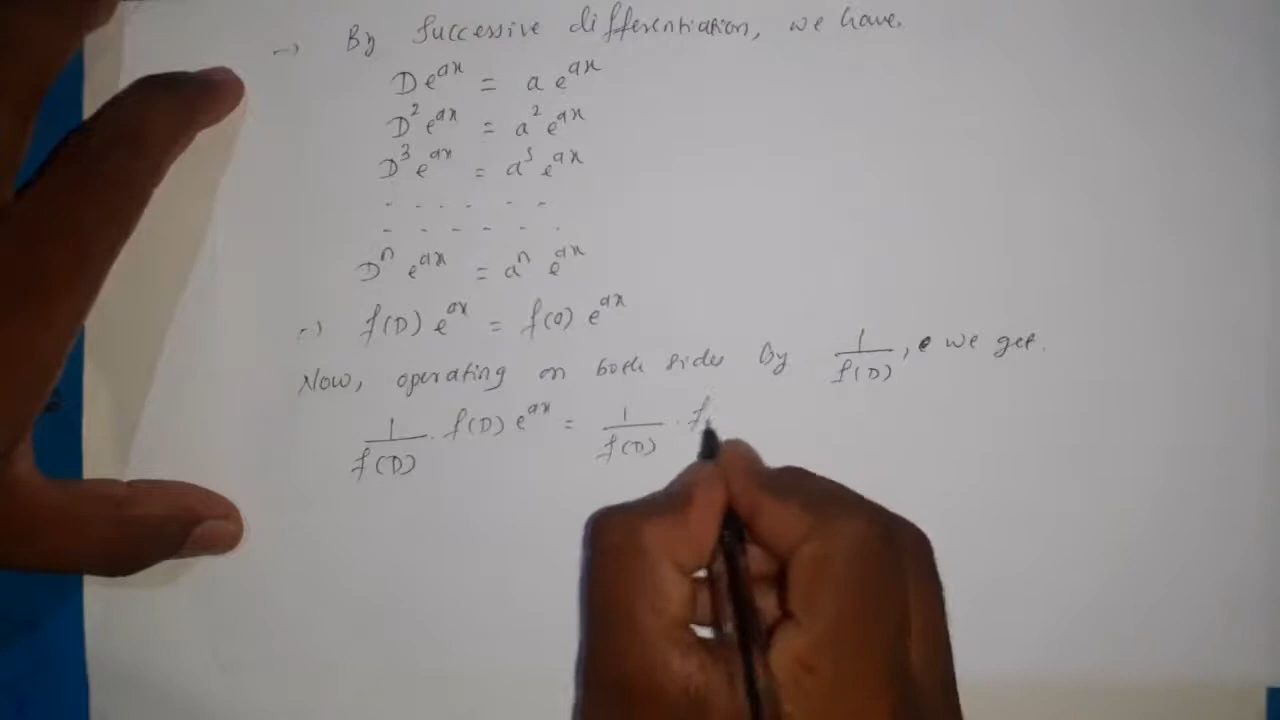 → By Successive differentiation, we have.
D e^{ax} = a e^{ax}
D^2 e^{ax} = a^2 e^{ax}
D^3 e^{ax} = a^3 e^{ax}
- - - - - -
- - - - - -
D^n e^{ax} = a^n e^{ax}
→ f(D) e^{ax} = f(a) e^{ax}
Now, operating on both sides By 1/f(D), we get.
1/f(D) . f(D) e^{ax} = 1/f(D) . f